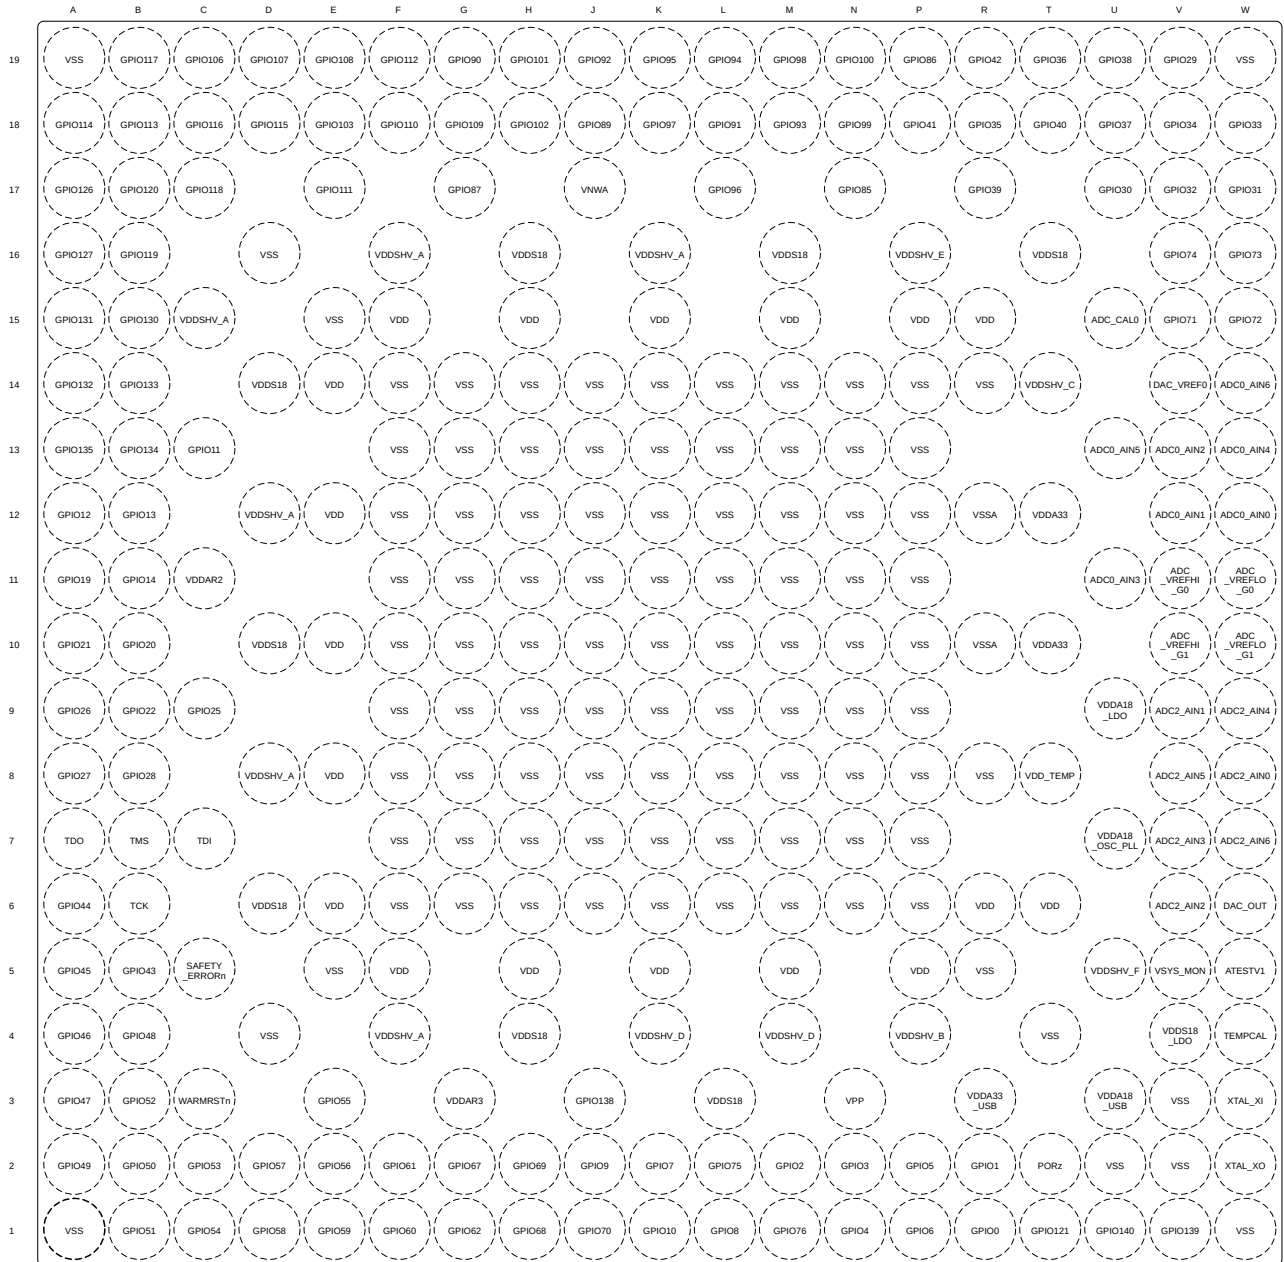 A B C D E F G H J K L M N P R T U V W
19 VSS GPIO117 GPIO106 GPIO107 GPIO108 GPIO112 GPIO90 GPIO101 GPIO92 GPIO95 GPIO94 GPIO98 GPIO100 GPIO86 GPIO42 GPIO36 GPIO38 GPIO29 VSS
18 GPIO114 GPIO113 GPIO116 GPIO115 GPIO103 GPIO110 GPIO109 GPIO102 GPIO89 GPIO97 GPIO91 GPIO93 GPIO99 GPIO41 GPIO35 GPIO40 GPIO37 GPIO34 GPIO33
17 GPIO126 GPIO120 GPIO118 GPIO111 GPIO87 VNWA GPIO96 GPIO85 GPIO39 GPIO30 GPIO32 GPIO31
16 GPIO127 GPIO119 VSS VDDSHV_A VDDS18 VDDSHV_A VDDS18 VDDSHV_E VDDS18 GPIO74 GPIO73
15 GPIO131 GPIO130 VDDSHV_A VSS VDD VDD VDD VDD VDD VDD ADC_CAL0 GPIO71 GPIO72
14 GPIO132 GPIO133 VDDS18 VDD VSS VSS VSS VSS VSS VSS VSS VSS VSS VSS VDDSHV_C DAC_VREF0 ADC0_AIN6
13 GPIO135 GPIO134 GPIO11 VSS VSS VSS VSS VSS VSS VSS VSS VSS ADC0_AIN5 ADC0_AIN2 ADC0_AIN4
12 GPIO12 GPIO13 VDDSHV_A VDD VSS VSS VSS VSS VSS VSS VSS VSS VSS VSSA VDDA33 ADC0_AIN1 ADC0_AIN0
11 GPIO19 GPIO14 VDDAR2 VSS VSS VSS VSS VSS VSS VSS VSS VSS ADC0_AIN3 ADC ADC
_VREFHI _VREFLO
_G0 _G0
10 GPIO21 GPIO20 VDDS18 VDD VSS VSS VSS VSS VSS VSS VSS VSS VSS VSSA VDDA33 ADC ADC
_VREFHI _VREFLO
_G1 _G1
9 GPIO26 GPIO22 GPIO25 VSS VSS VSS VSS VSS VSS VSS VSS VSS VDDA18 ADC2_AIN1 ADC2_AIN4
_LDO
8 GPIO27 GPIO28 VDDSHV_A VDD VSS VSS VSS VSS VSS VSS VSS VSS VSS VSS VDD_TEMP ADC2_AIN5 ADC2_AIN0
7 TDO TMS TDI VSS VSS VSS VSS VSS VSS VSS VSS VSS VDDA18 ADC2_AIN3 ADC2_AIN6
_OSC_PLL
6 GPIO44 TCK VDDS18 VDD VSS VSS VSS VSS VSS VSS VSS VSS VSS VDD VDD ADC2_AIN2 DAC_OUT
5 GPIO45 GPIO43 SAFETY VSS VDD VDD VDD VDD VDD VSS VDDSHV_F VSYS_MON ATESTV1
_ERRORn
4 GPIO46 GPIO48 VSS VDDSHV_A VDDS18 VDDSHV_D VDDSHV_D VDDSHV_B VSS VDDS18 TEMPCAL
_LDO
3 GPIO47 GPIO52 WARMRSTn GPIO55 VDDAR3 GPIO138 VDDS18 VPP VDDA33 VDDA18 VSS XTAL_XI
_USB _USB
2 GPIO49 GPIO50 GPIO53 GPIO57 GPIO56 GPIO61 GPIO67 GPIO69 GPIO9 GPIO7 GPIO75 GPIO2 GPIO3 GPIO5 GPIO1 PORz VSS VSS XTAL_XO
1 VSS GPIO51 GPIO54 GPIO58 GPIO59 GPIO60 GPIO62 GPIO68 GPIO70 GPIO10 GPIO8 GPIO76 GPIO4 GPIO6 GPIO0 GPIO121 GPIO140 GPIO139 VSS